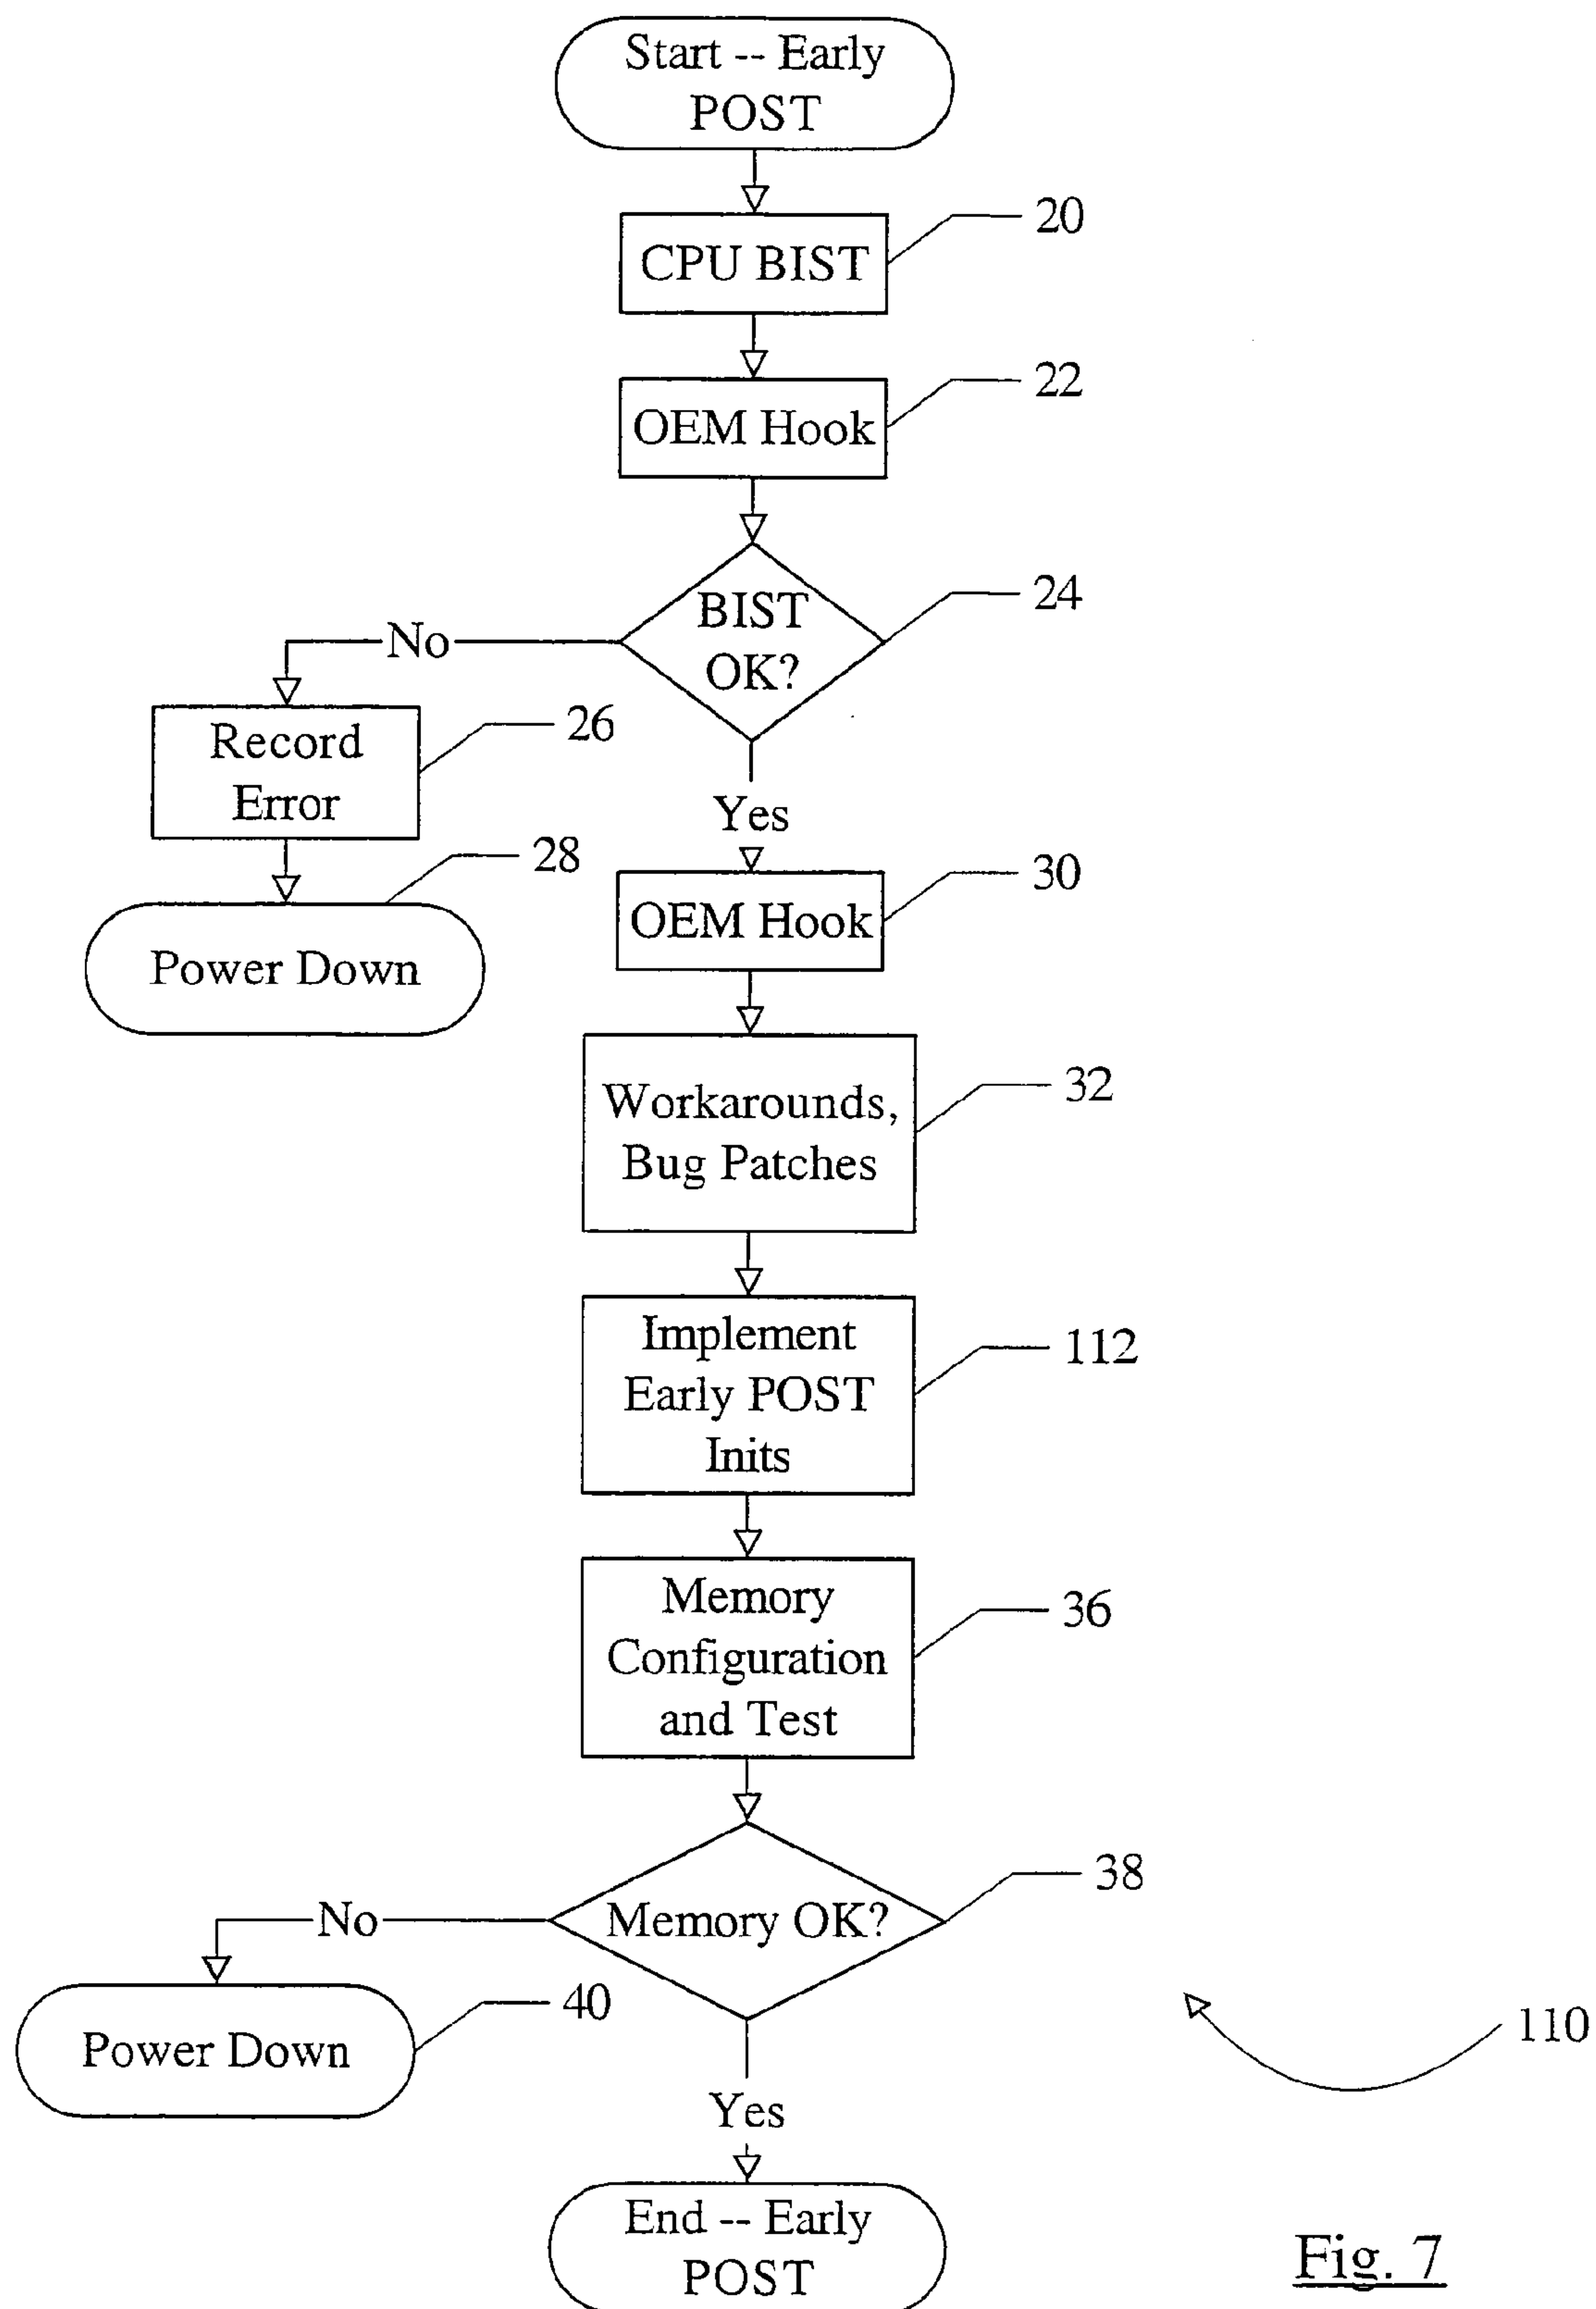 Start -- Early
POST
20
CPU BIST
22
OEM Hook
24
BIST
OK?
No
26
Record
Error
Yes
28
Power Down
30
OEM Hook
32
Workarounds,
Bug Patches
112
Implement
Early POST
Inits
36
Memory
Configuration
and Test
38
Memory OK?
No
40
Power Down
110
Yes
End -- Early
POST
Fig. 7